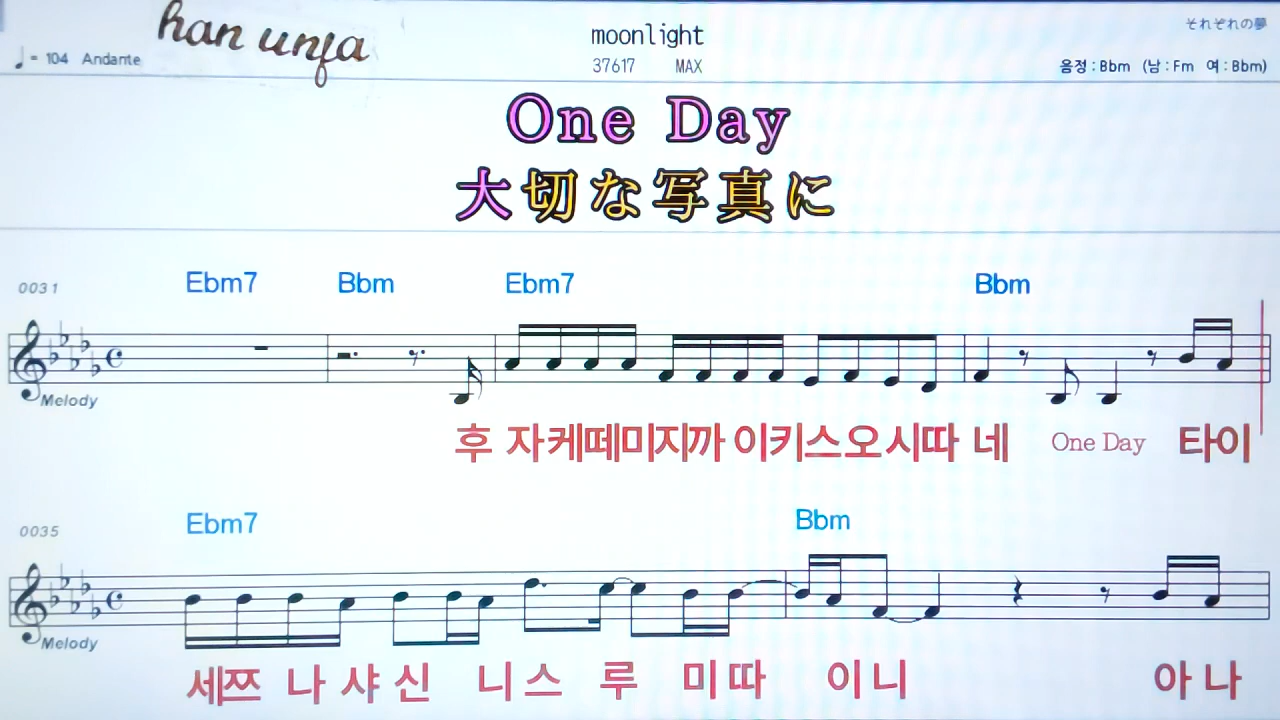 han unja
moonlight
それぞれの夢
♩= 104 Andante
37617 MAX
음정 : Bbm (남 : Fm 여 : Bbm)
One Day
大切な写真に
0031 Ebm7 Bbm Ebm7 Bbm
Melody
후 자케떼미지까 이키스오시따 네 One Day 타이
0035 Ebm7 Bbm
Melody
세쯔 나 샤 신 니 스 루 미 따 이 니 아 나